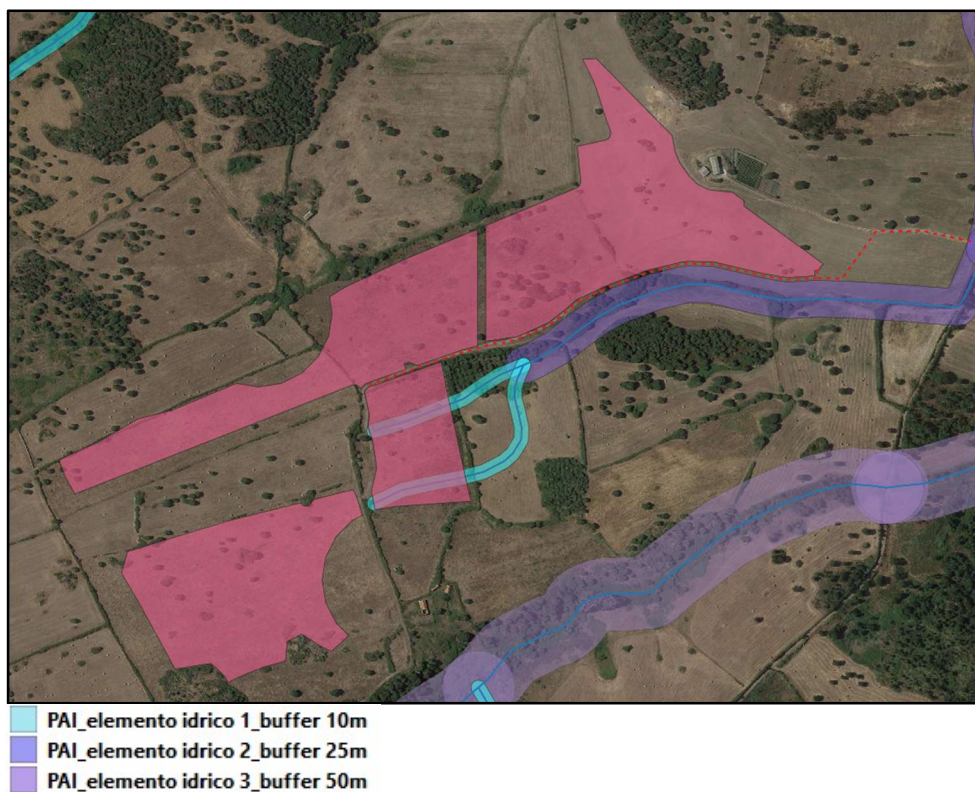 PAI_elemento idrico 1_buffer 10m
PAI_elemento idrico 2_buffer 25m
PAI_elemento idrico 3_buffer 50m